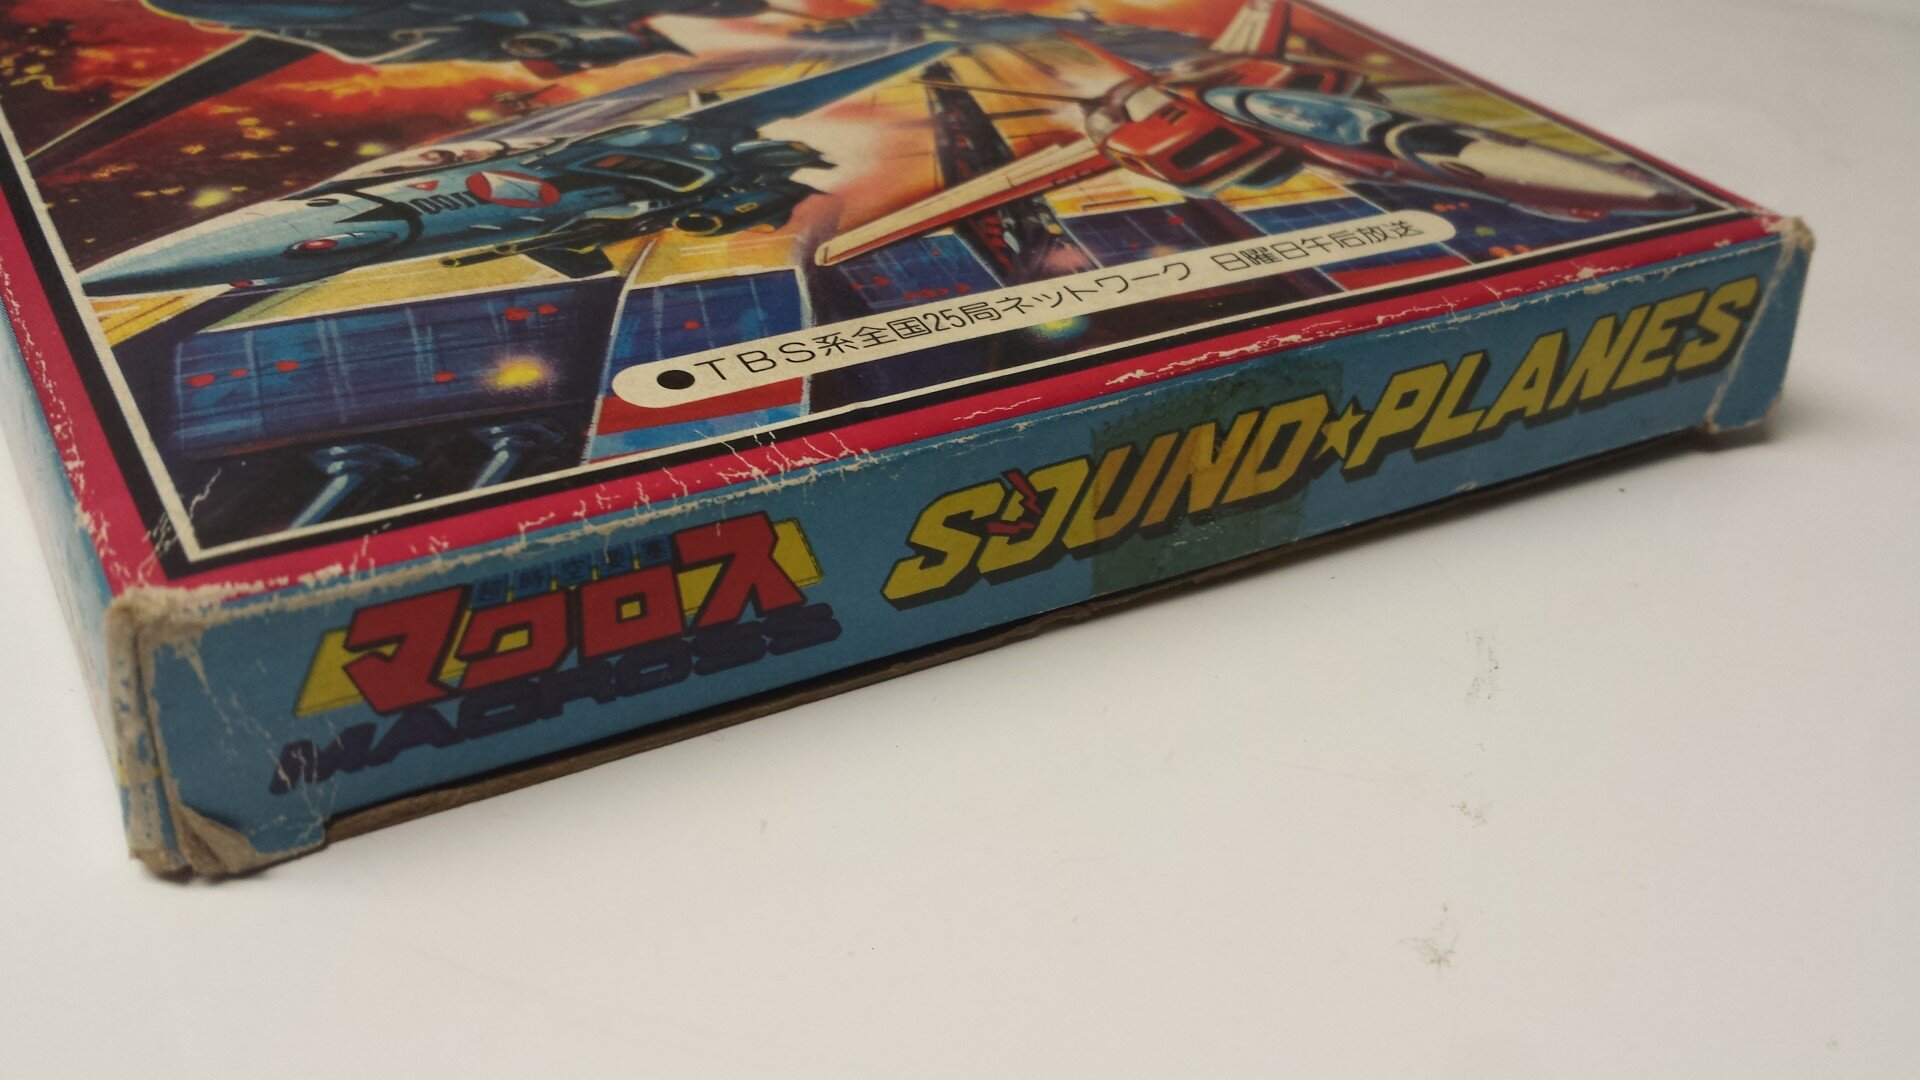 001
●TBS系全国25局ネットワーク 日曜日午后放送
超時空要塞
マクロス
MACROSS
SOUND★PLANES